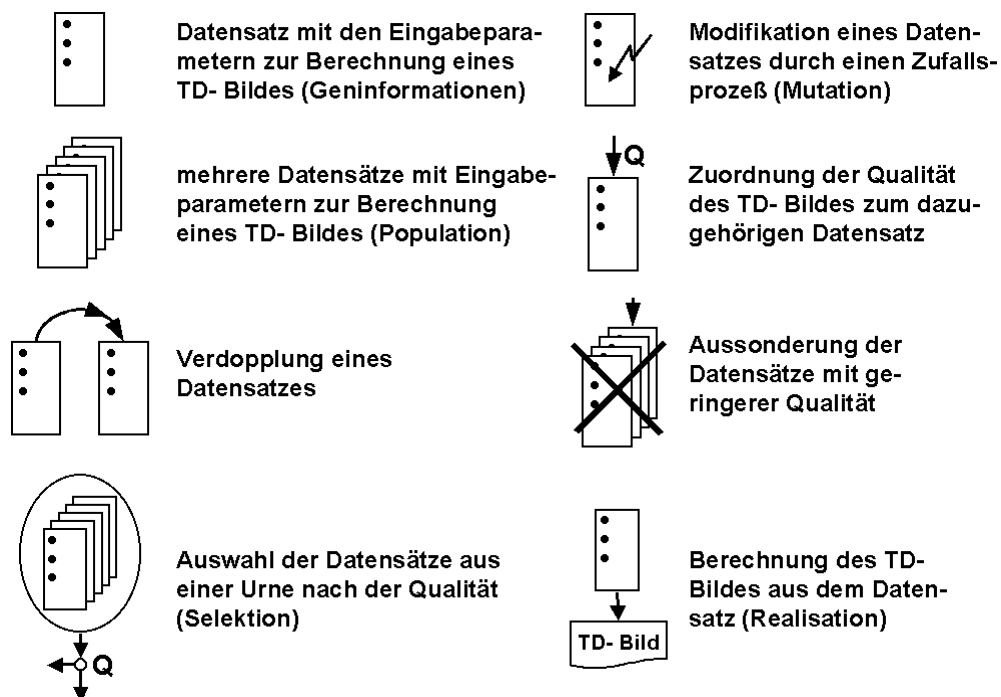 Datensatz mit den Eingabepara-
metern zur Berechnung eines
TD- Bildes (Geninformationen)
Modifikation eines Daten-
satzes durch einen Zufalls-
prozeß (Mutation)
mehrere Datensätze mit Eingabe-
parametern zur Berechnung
eines TD- Bildes (Population)
Q
Zuordnung der Qualität
des TD- Bildes zum dazu-
gehörigen Datensatz
Verdopplung eines
Datensatzes
Aussonderung der
Datensätze mit ge-
ringerer Qualität
Auswahl der Datensätze aus
einer Urne nach der Qualität
(Selektion)
Q
Berechnung des TD-
Bildes aus dem Daten-
satz (Realisation)
TD- Bild